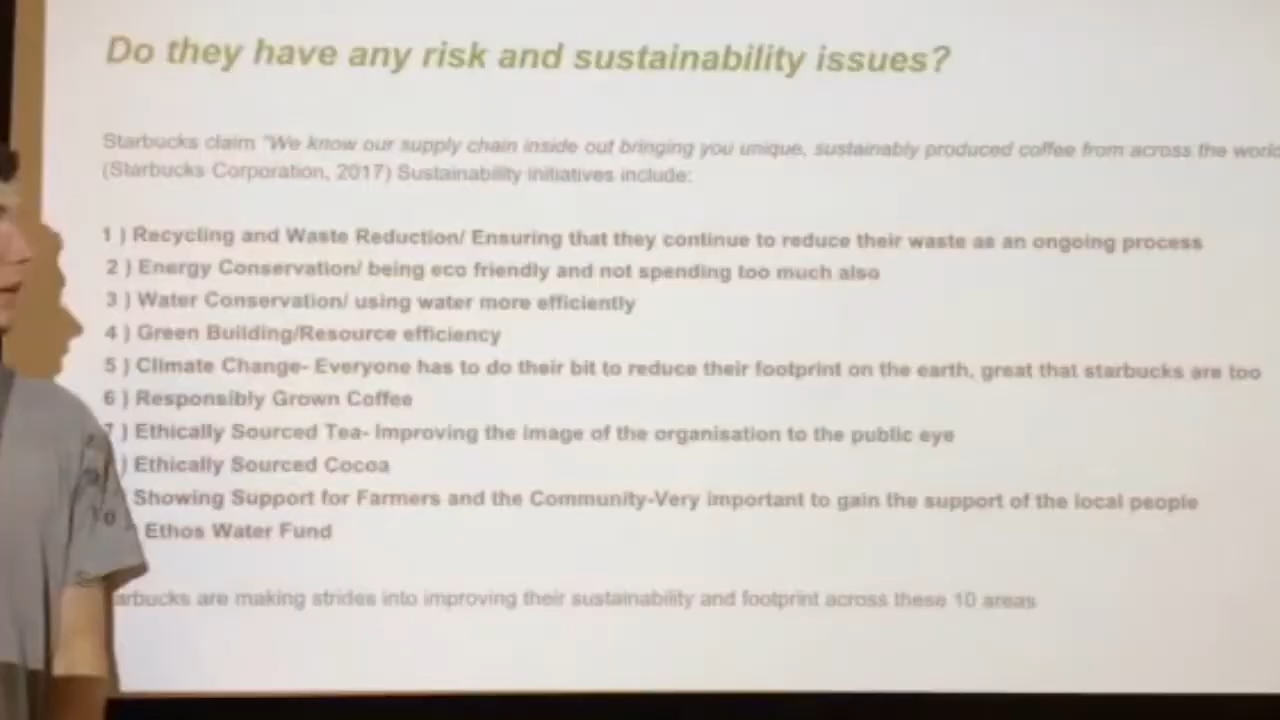 Do they have any risk and sustainability issues?
Starbucks claim "We know our supply chain inside out bringing you unique, sustainably produced coffee from across the world
(Starbucks Corporation, 2017) Sustainability initiatives include:
1 ) Recycling and Waste Reduction/ Ensuring that they continue to reduce their waste as an ongoing process
2 ) Energy Conservation/ being eco friendly and not spending too much also
3 ) Water Conservation/ using water more efficiently
4 ) Green Building/Resource efficiency
5 ) Climate Change- Everyone has to do their bit to reduce their footprint on the earth, great that starbucks are too
6 ) Responsibly Grown Coffee
7 ) Ethically Sourced Tea- Improving the image of the organisation to the public eye
) Ethically Sourced Cocoa
Showing Support for Farmers and the Community-Very important to gain the support of the local people
Ethos Water Fund
arbucks are making strides into improving their sustainability and footprint across these 10 areas